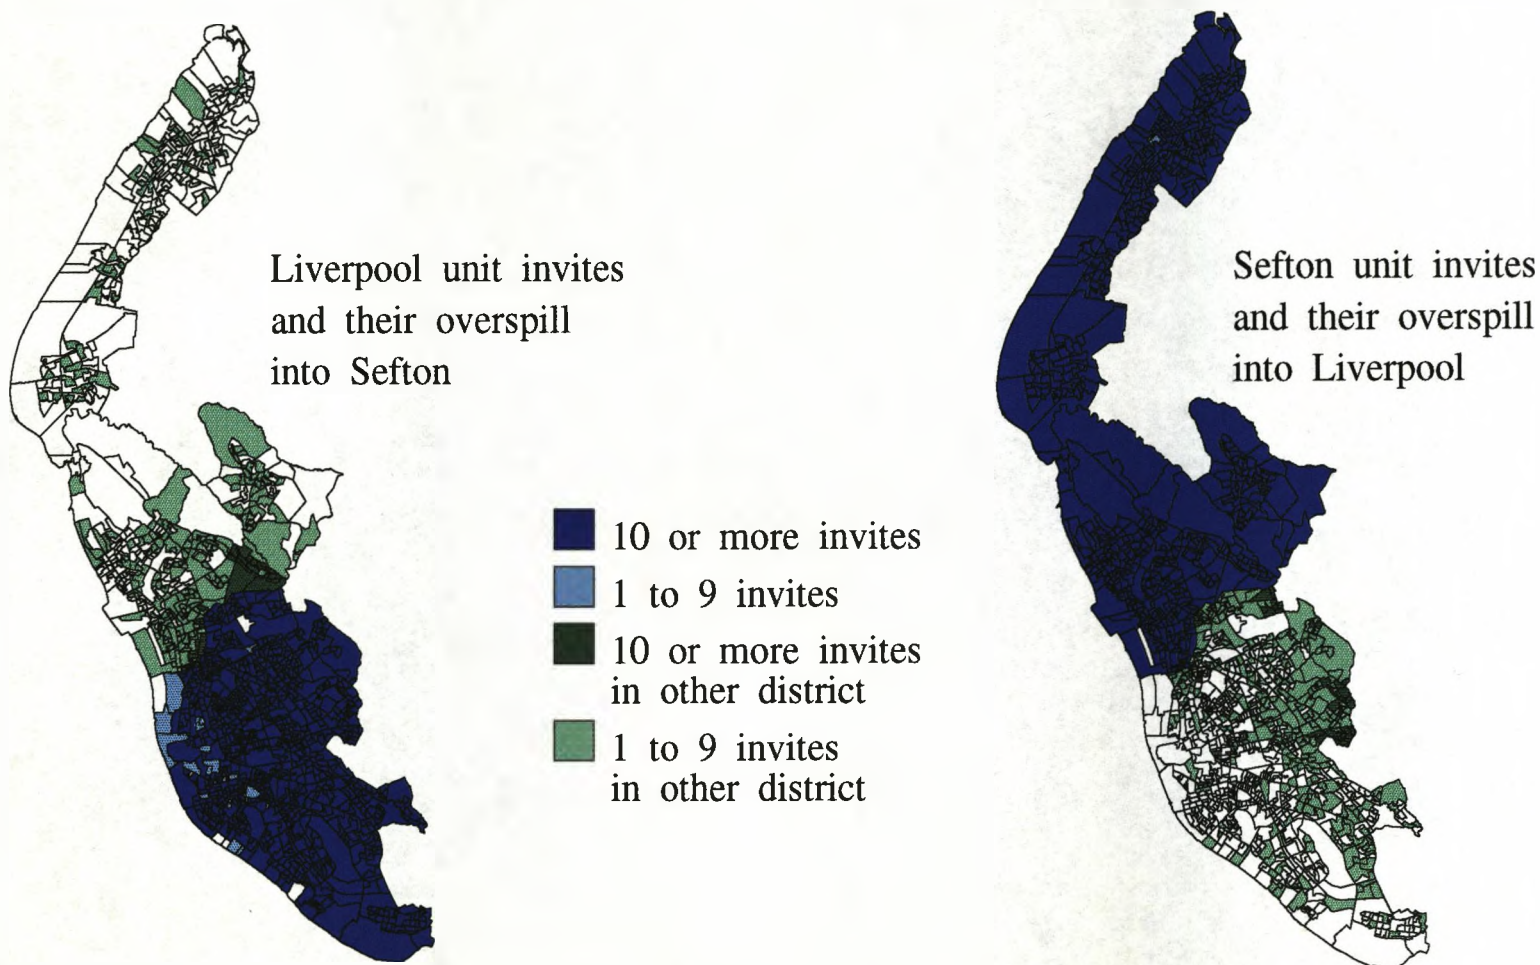 Liverpool unit invites
and their overspill
into Sefton
Sefton unit invites
and their overspill
into Liverpool
10 or more invites
1 to 9 invites
10 or more invites
in other district
1 to 9 invites
in other district